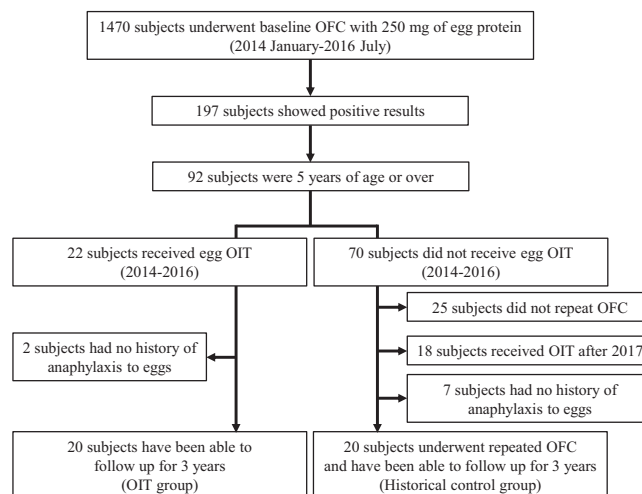 1470 subjects underwent baseline OFC with 250 mg of egg protein
(2014 January-2016 July)
197 subjects showed positive results
92 subjects were 5 years of age or over
22 subjects received egg OIT
(2014-2016)
70 subjects did not receive egg OIT
(2014-2016)
25 subjects did not repeat OFC
2 subjects had no history of
anaphylaxis to eggs
18 subjects received OIT after 2017
7 subjects had no history of
anaphylaxis to eggs
20 subjects have been able to
follow up for 3 years
(OIT group)
20 subjects underwent repeated OFC
and have been able to follow up for 3 years
(Historical control group)